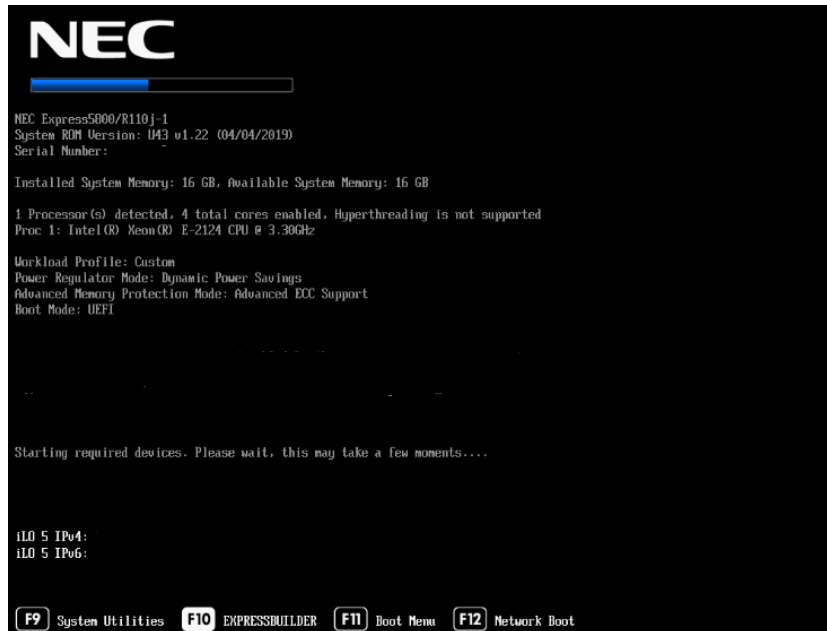 NEC
NEC Express5800/R110j-1
System ROM Version: U43 v1.22 (04/04/2019)
Serial Number:
Installed System Memory: 16 GB, Available System Memory: 16 GB
1 Processor(s) detected, 4 total cores enabled, Hyperthreading is not supported
Proc 1: Intel(R) Xeon(R) E-2124 CPU @ 3.30GHz
Workload Profile: Custom
Power Regulator Mode: Dynamic Power Savings
Advanced Memory Protection Mode: Advanced ECC Support
Boot Mode: UEFI
Starting required devices. Please wait, this may take a few moments....
iLO 5 IPv4:
iLO 5 IPv6:
F9 System Utilities F10 EXPRESSBUILDER F11 Boot Menu F12 Network Boot